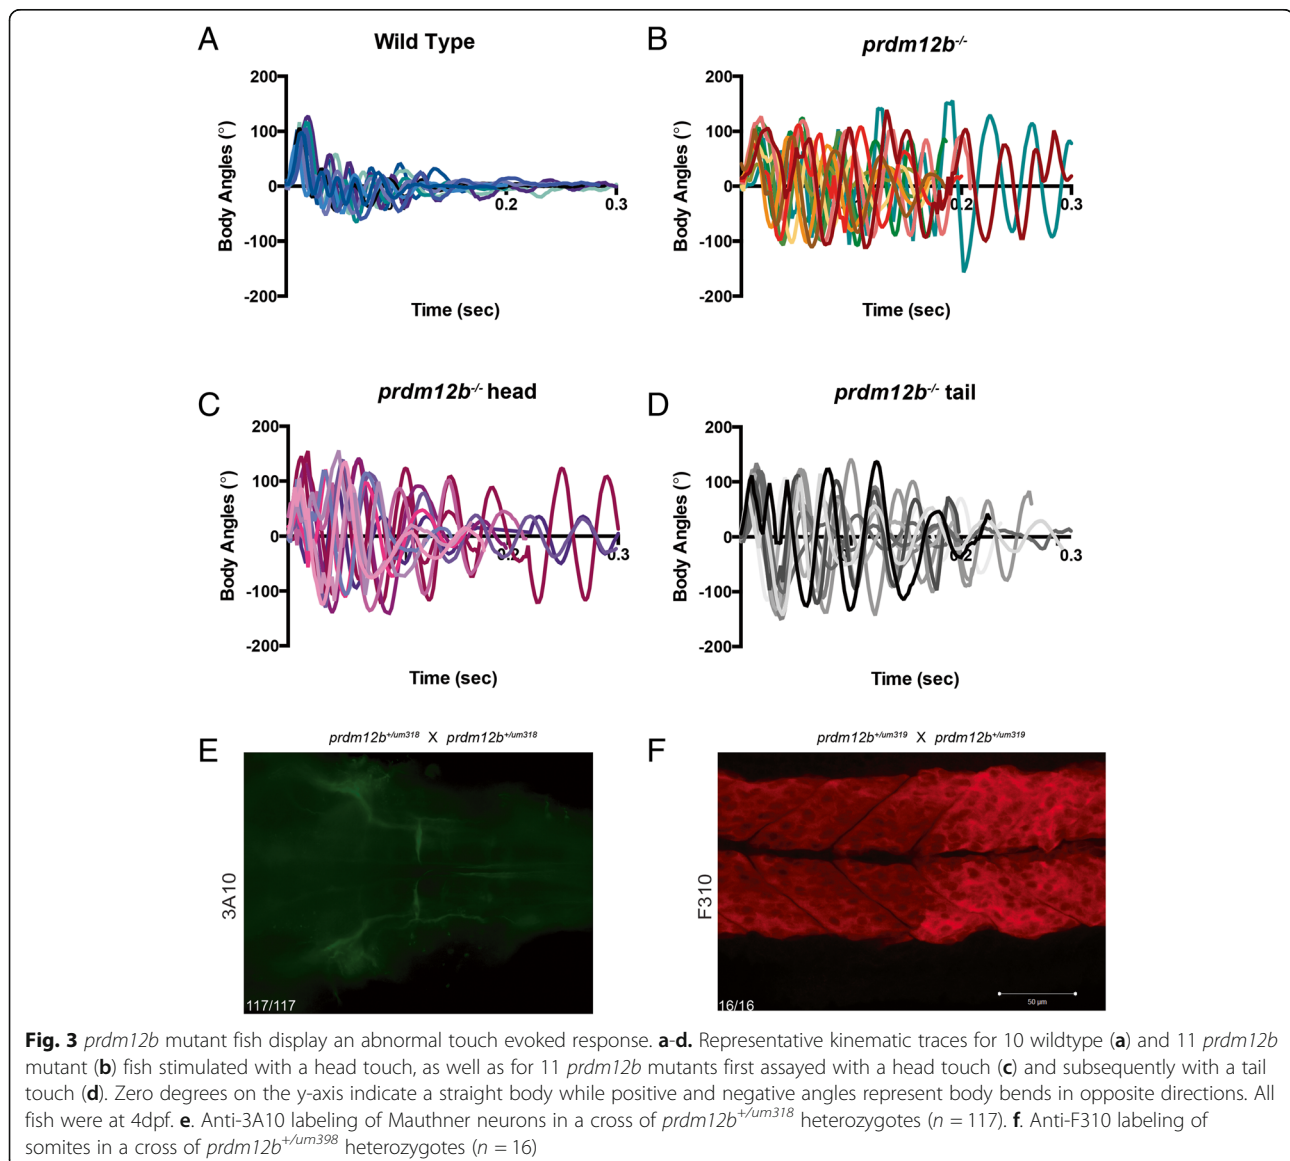 A
Wild Type
200
100
0
-100
-200
Body Angles (°)
0.2
0.3
Time (sec)
B
prdm12b-/-
200
100
0
-100
-200
Body Angles (°)
0.2
0.3
Time (sec)
C
prdm12b-/- head
200
100
0
-100
-200
Body Angles (°)
0.2
0.3
Time (sec)
D
prdm12b-/- tail
200
100
0
-100
-200
Body Angles (°)
0.2
0.3
Time (sec)
E
prdm12b+/um318 X prdm12b+/um318
3A10
117/117
F
prdm12b+/um319 X prdm12b+/um319
F310
16/16
50 µm
Fig. 3 prdm12b mutant fish display an abnormal touch evoked response. a-d. Representative kinematic traces for 10 wildtype (a) and 11 prdm12b
mutant (b) fish stimulated with a head touch, as well as for 11 prdm12b mutants first assayed with a head touch (c) and subsequently with a tail
touch (d). Zero degrees on the y-axis indicate a straight body while positive and negative angles represent body bends in opposite directions. All
fish were at 4dpf. e. Anti-3A10 labeling of Mauthner neurons in a cross of prdm12b+/um318 heterozygotes (n = 117). f. Anti-F310 labeling of
somites in a cross of prdm12b+/um398 heterozygotes (n = 16)